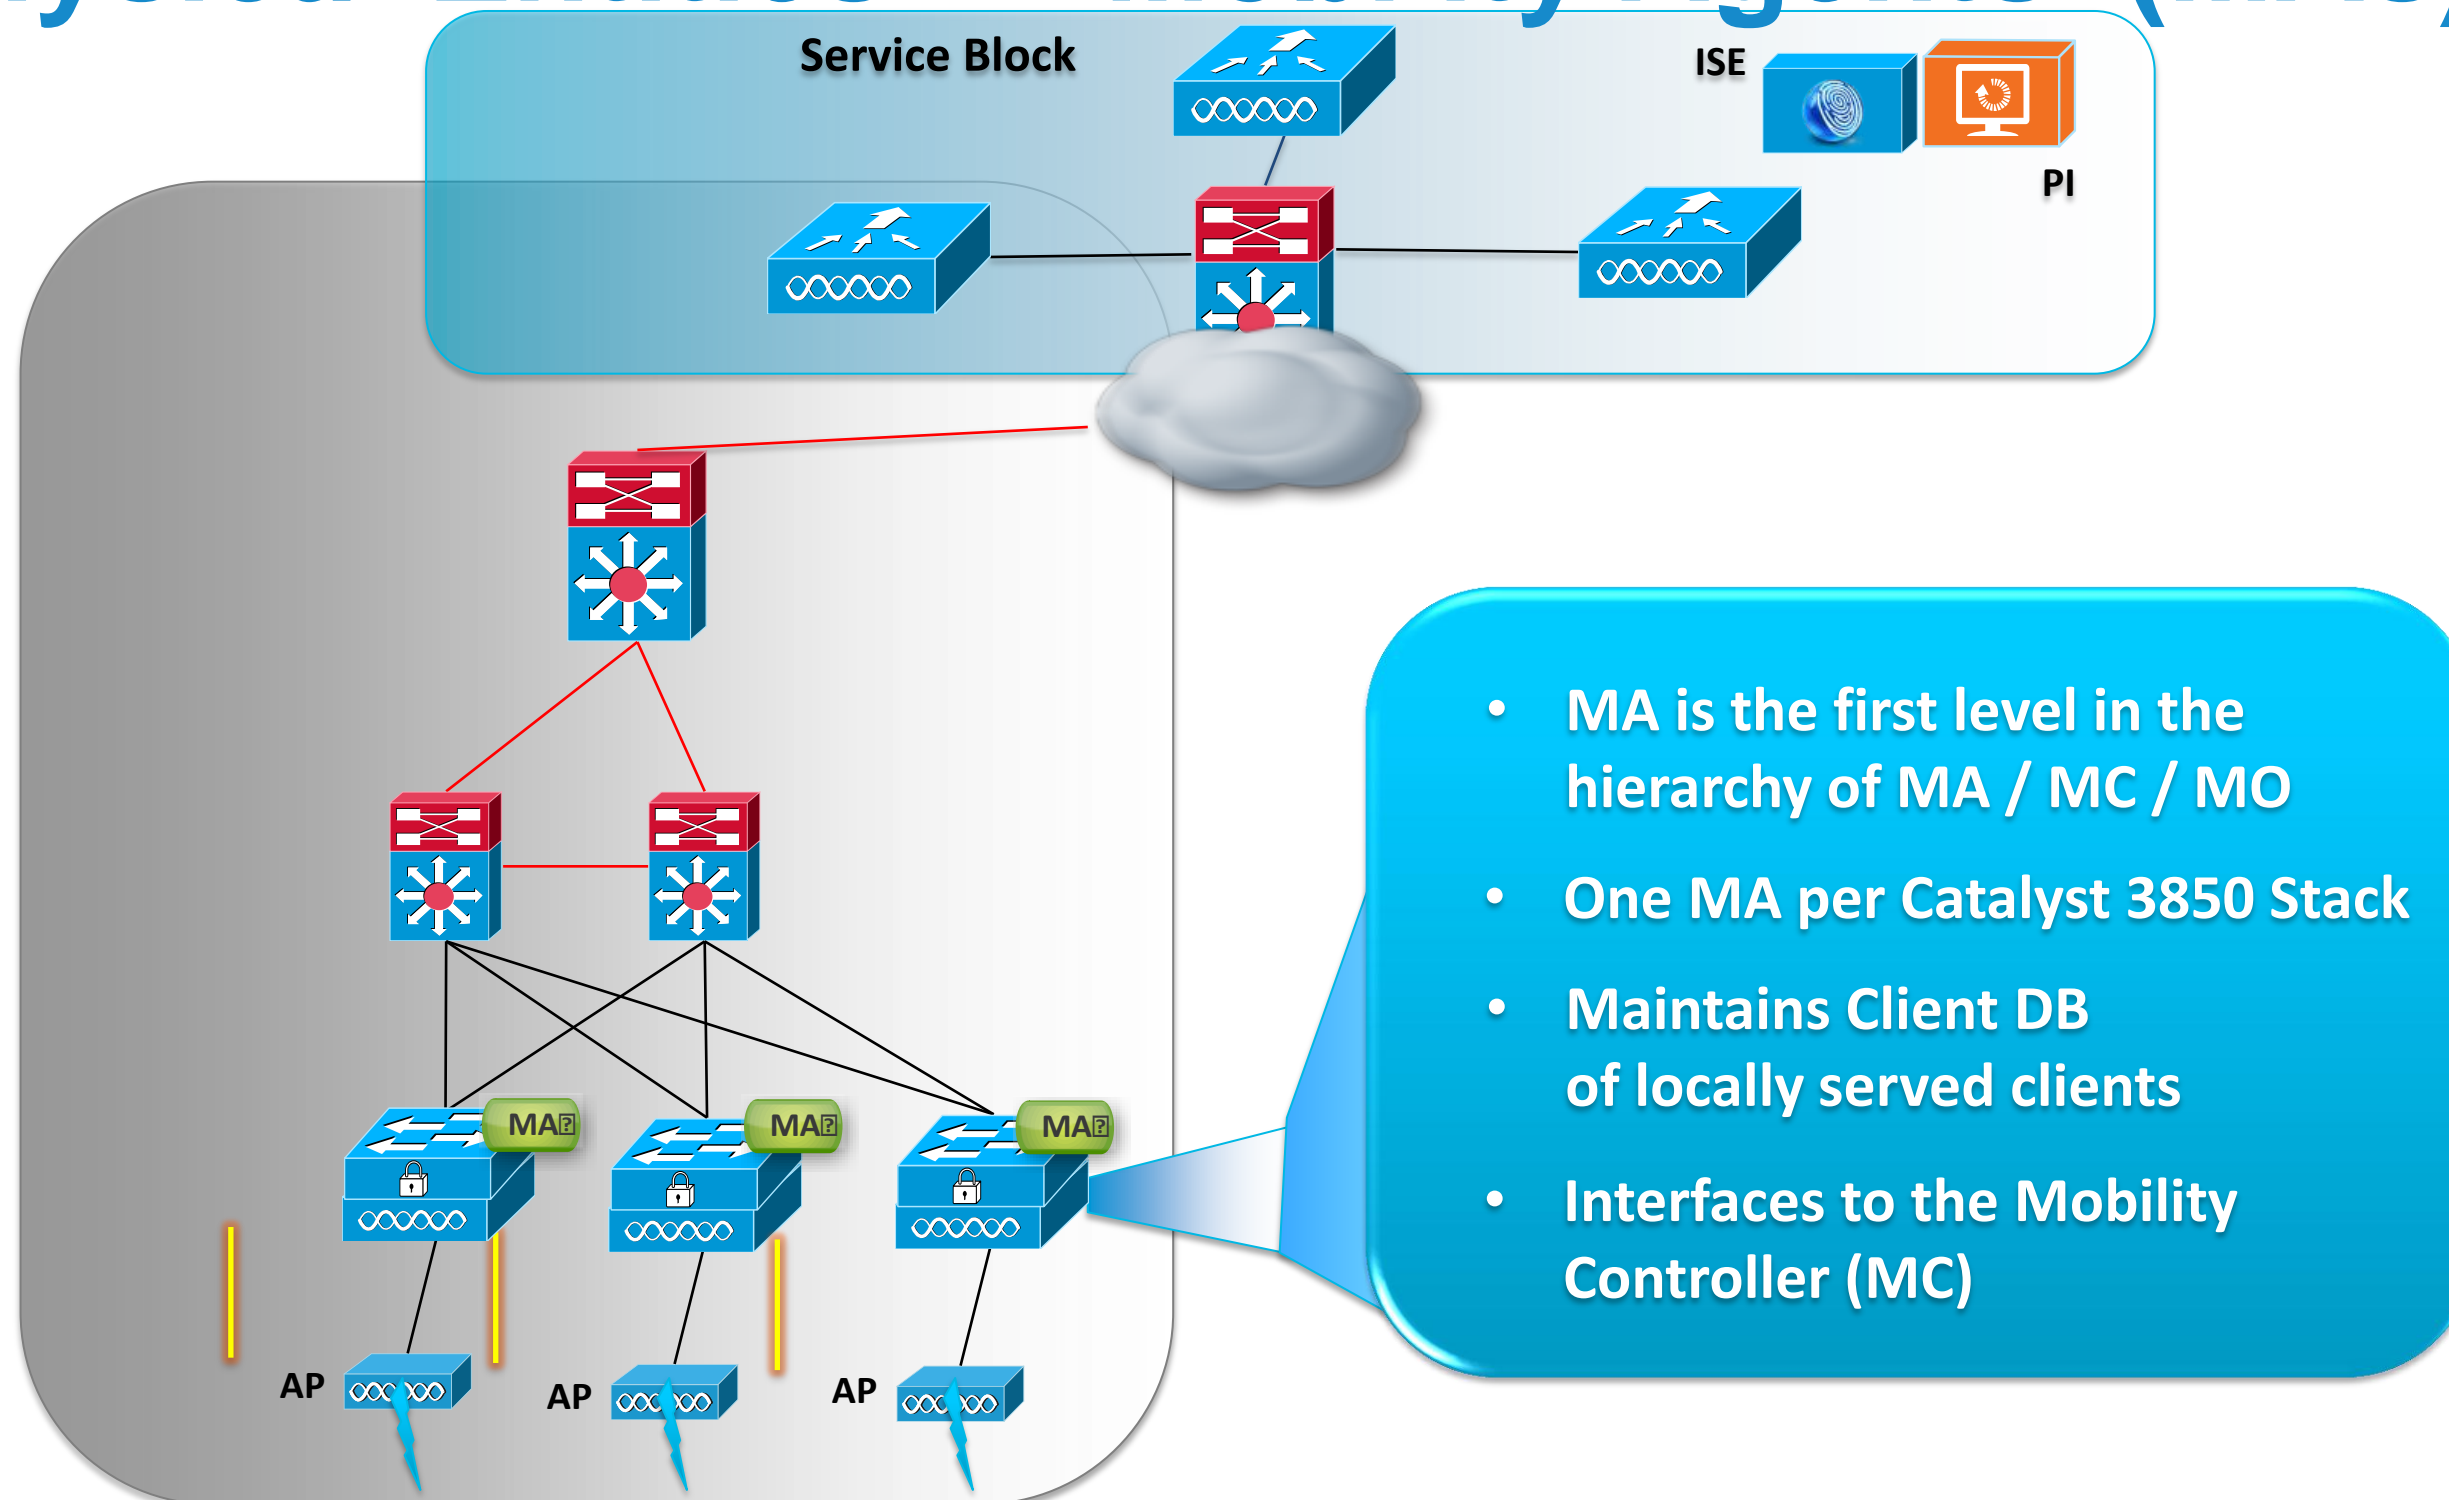 Service Block
ISE
PI
• MA is the first level in the
hierarchy of MA / MC / MO
• One MA per Catalyst 3850 Stack
• Maintains Client DB
of locally served clients
• Interfaces to the Mobility
Controller (MC)
MA
MA
MA
AP
AP
AP